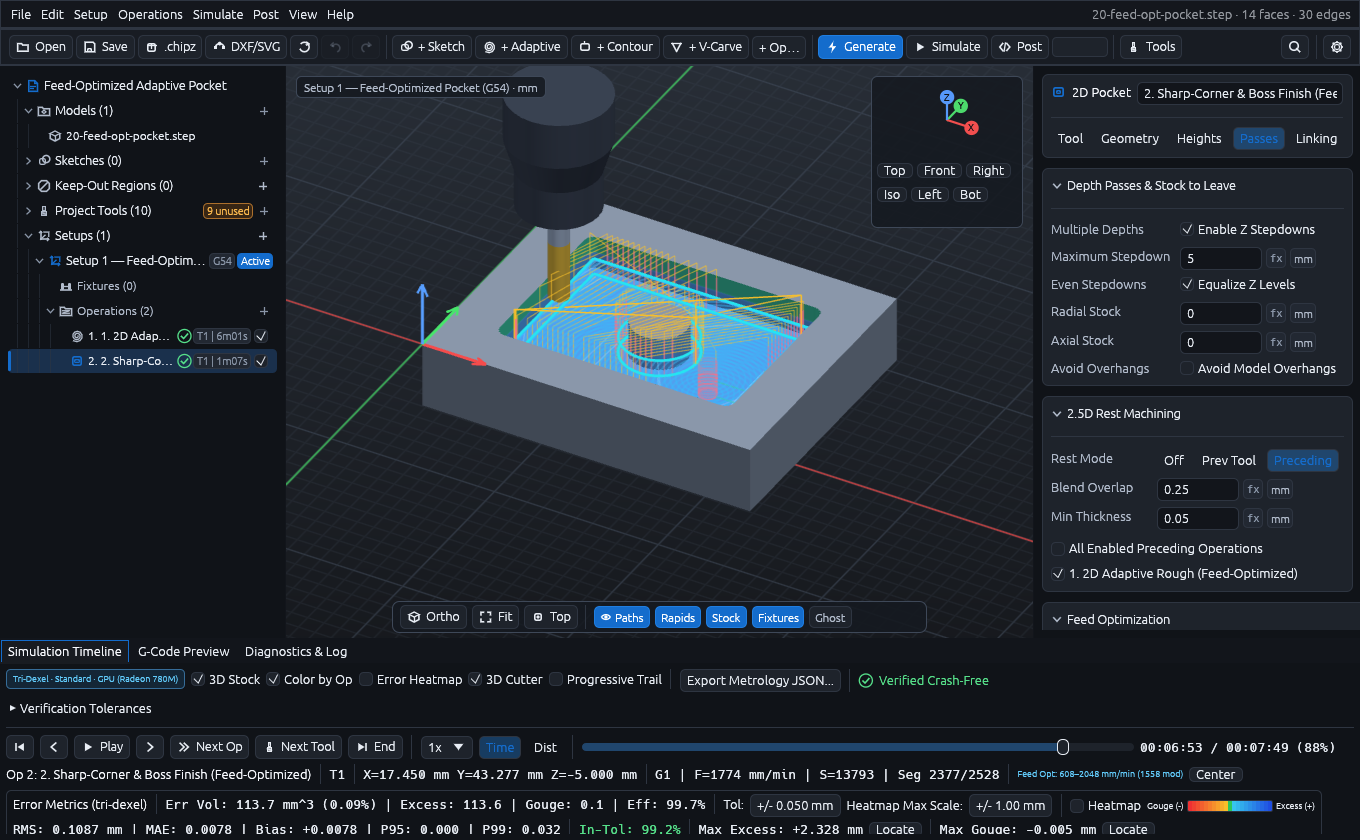 File Edit Setup Operations Simulate Post View Help 20-feed-opt-pocket.step · 14 faces · 30 edges
Open Save .chipz DXF/SVG + Sketch + Adaptive + Contour + V-Carve + Op... Generate Simulate Post Tools
Feed-Optimized Adaptive Pocket
Models (1) +
20-feed-opt-pocket.step
Sketches (0) +
Keep-Out Regions (0) +
Project Tools (10) 9 unused +
Setups (1) +
Setup 1 — Feed-Optim... G54 Active
Fixtures (0)
Operations (2) +
1. 1. 2D Adap... T1 | 6m01s
2. 2. Sharp-Co... T1 | 1m07s
Setup 1 — Feed-Optimized Pocket (G54) · mm
Z
Y
X
Top Front Right
Iso Left Bot
Ortho Fit Top Paths Rapids Stock Fixtures Ghost
2D Pocket 2. Sharp-Corner & Boss Finish (Fee
Tool Geometry Heights Passes Linking
Depth Passes & Stock to Leave
Multiple Depths Enable Z Stepdowns
Maximum Stepdown 5 fx mm
Even Stepdowns Equalize Z Levels
Radial Stock 0 fx mm
Axial Stock 0 fx mm
Avoid Overhangs Avoid Model Overhangs
2.5D Rest Machining
Rest Mode Off Prev Tool Preceding
Blend Overlap 0.25 fx mm
Min Thickness 0.05 fx mm
All Enabled Preceding Operations
1. 2D Adaptive Rough (Feed-Optimized)
Feed Optimization
Simulation Timeline G-Code Preview Diagnostics & Log
Tri-Dexel · Standard · GPU (Radeon 780M) 3D Stock Color by Op Error Heatmap 3D Cutter Progressive Trail Export Metrology JSON... Verified Crash-Free
Verification Tolerances
Play Next Op Next Tool End 1x Time Dist 00:06:53 / 00:07:49 (88%)
Op 2: 2. Sharp-Corner & Boss Finish (Feed-Optimized) T1 X=17.450 mm Y=43.277 mm Z=-5.000 mm G1 | F=1774 mm/min | S=13793 | Seg 2377/2528 Feed Opt: 608–2048 mm/min (1558 mod) Center
Error Metrics (tri-dexel) Err Vol: 113.7 mm^3 (0.09%) | Excess: 113.6 | Gouge: 0.1 | Eff: 99.7% Tol: +/- 0.050 mm Heatmap Max Scale: +/- 1.00 mm Heatmap Gouge (-) Excess (+)
RMS: 0.1087 mm | MAE: 0.0078 | Bias: +0.0078 | P95: 0.000 | P99: 0.032 In-Tol: 99.2% Max Excess: +2.328 mm Locate Max Gouge: -0.005 mm Locate